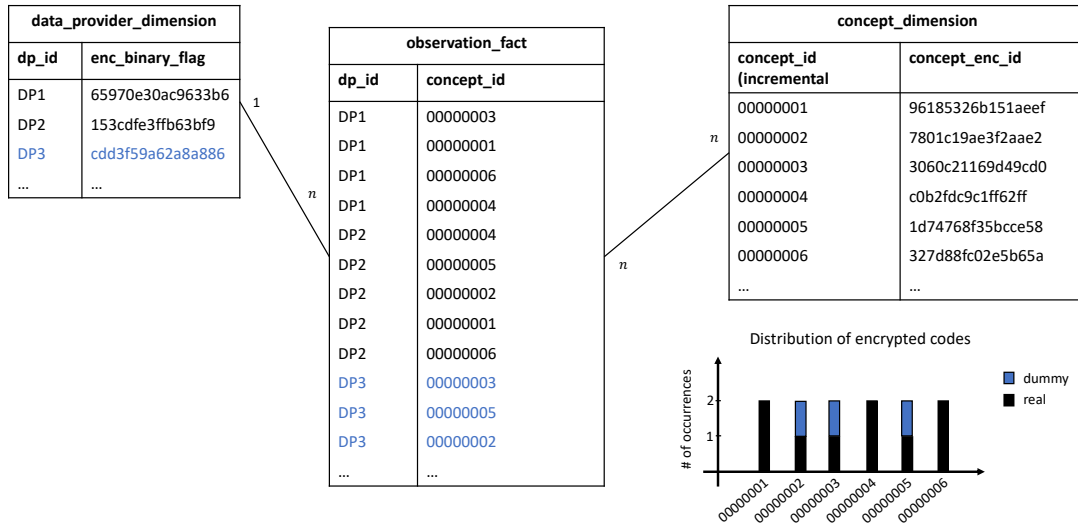 data_provider_dimension
dp_id enc_binary_flag
DP1 65970e30ac9633b6
DP2 153cdfe3ffb63bf9
DP3 cdd3f59a62a8a886
... ...
1
n
observation_fact
dp_id concept_id
DP1 00000003
DP1 00000001
DP1 00000006
DP1 00000004
DP2 00000004
DP2 00000005
DP2 00000002
DP2 00000001
DP2 00000006
DP3 00000003
DP3 00000005
DP3 00000002
... ...
n
n
concept_dimension
concept_id concept_enc_id
(incremental
00000001 96185326b151aeef
00000002 7801c19ae3f2aae2
00000003 3060c21169d49cd0
00000004 c0b2fdc9c1ff62ff
00000005 1d74768f35bcce58
00000006 327d88fc02e5b65a
... ...
Distribution of encrypted codes
# of occurrences
2
1
dummy
real
00000001
00000002
00000003
00000004
00000005
00000006